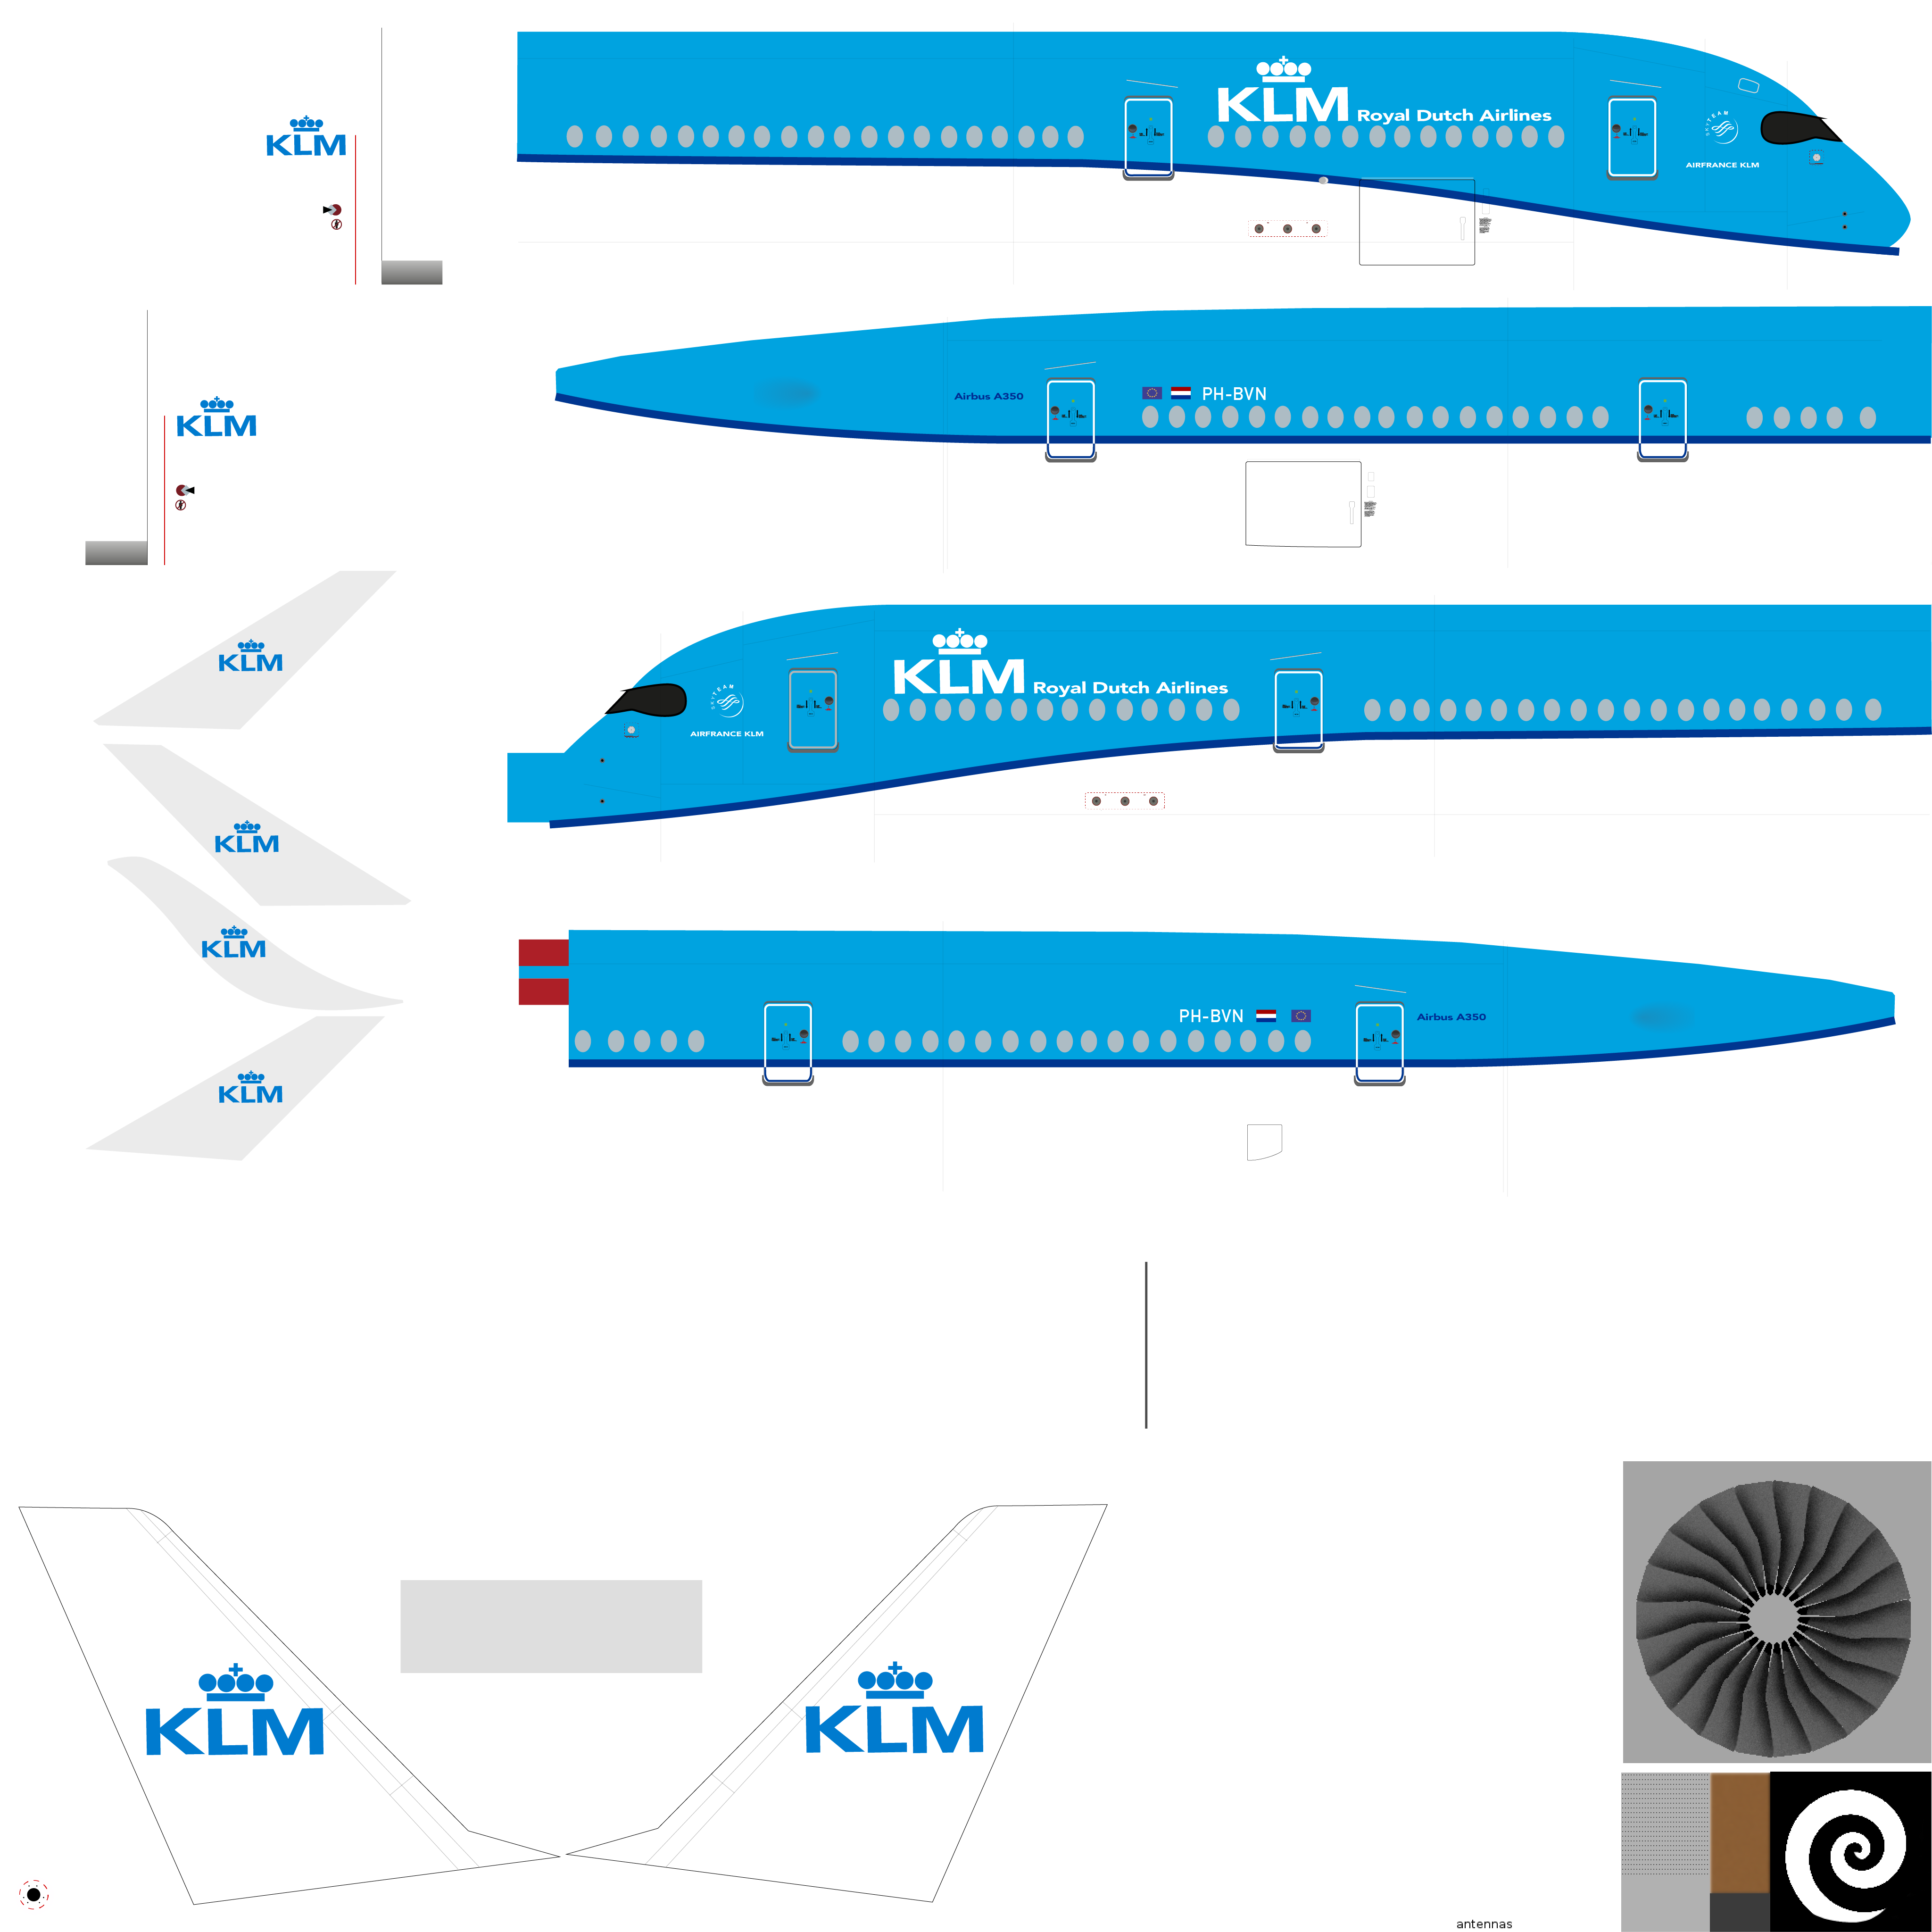 KLM
KLM Royal Dutch Airlines
SKYTEAM
AIRFRANCE KLM
KLM
Airbus A350
PH-BVN
KLM
KLM Royal Dutch Airlines
SKYTEAM
AIRFRANCE KLM
KLM
KLM
PH-BVN
Airbus A350
KLM
KLM
KLM
antennas